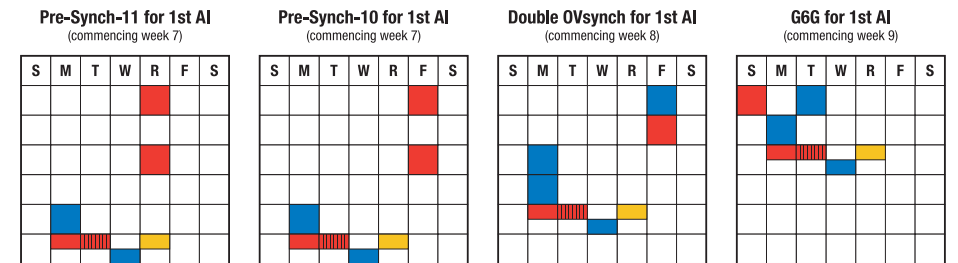 Pre-Synch-11 for 1st AI
(commencing week 7)
S M T W R F S
Pre-Synch-10 for 1st AI
(commencing week 7)
S M T W R F S
Double OVsynch for 1st AI
(commencing week 8)
S M T W R F S
G6G for 1st AI
(commencing week 9)
S M T W R F S